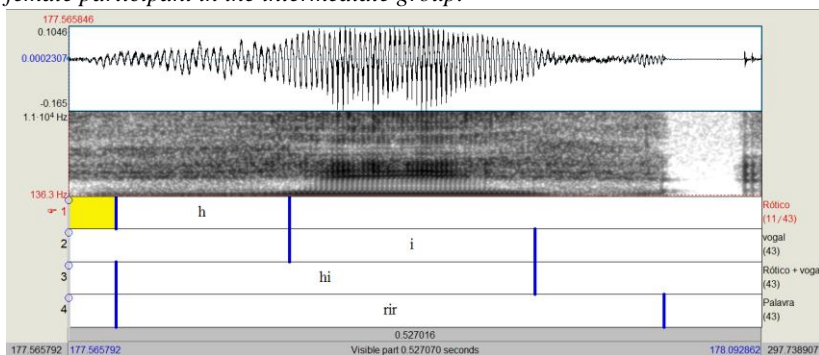 female participant in the intermediate group.
177.565846
0.1046
0.0002307
-0.165
1.1·10⁴ Hz
136.3 Hz
☞ 1 h Rótico (11/43)
2 i vogal (43)
3 hi Rótico + voga (43)
4 rir Palavra (43)
0.527016
177.565792 177.565792 Visible part 0.527070 seconds 178.092862 297.738907